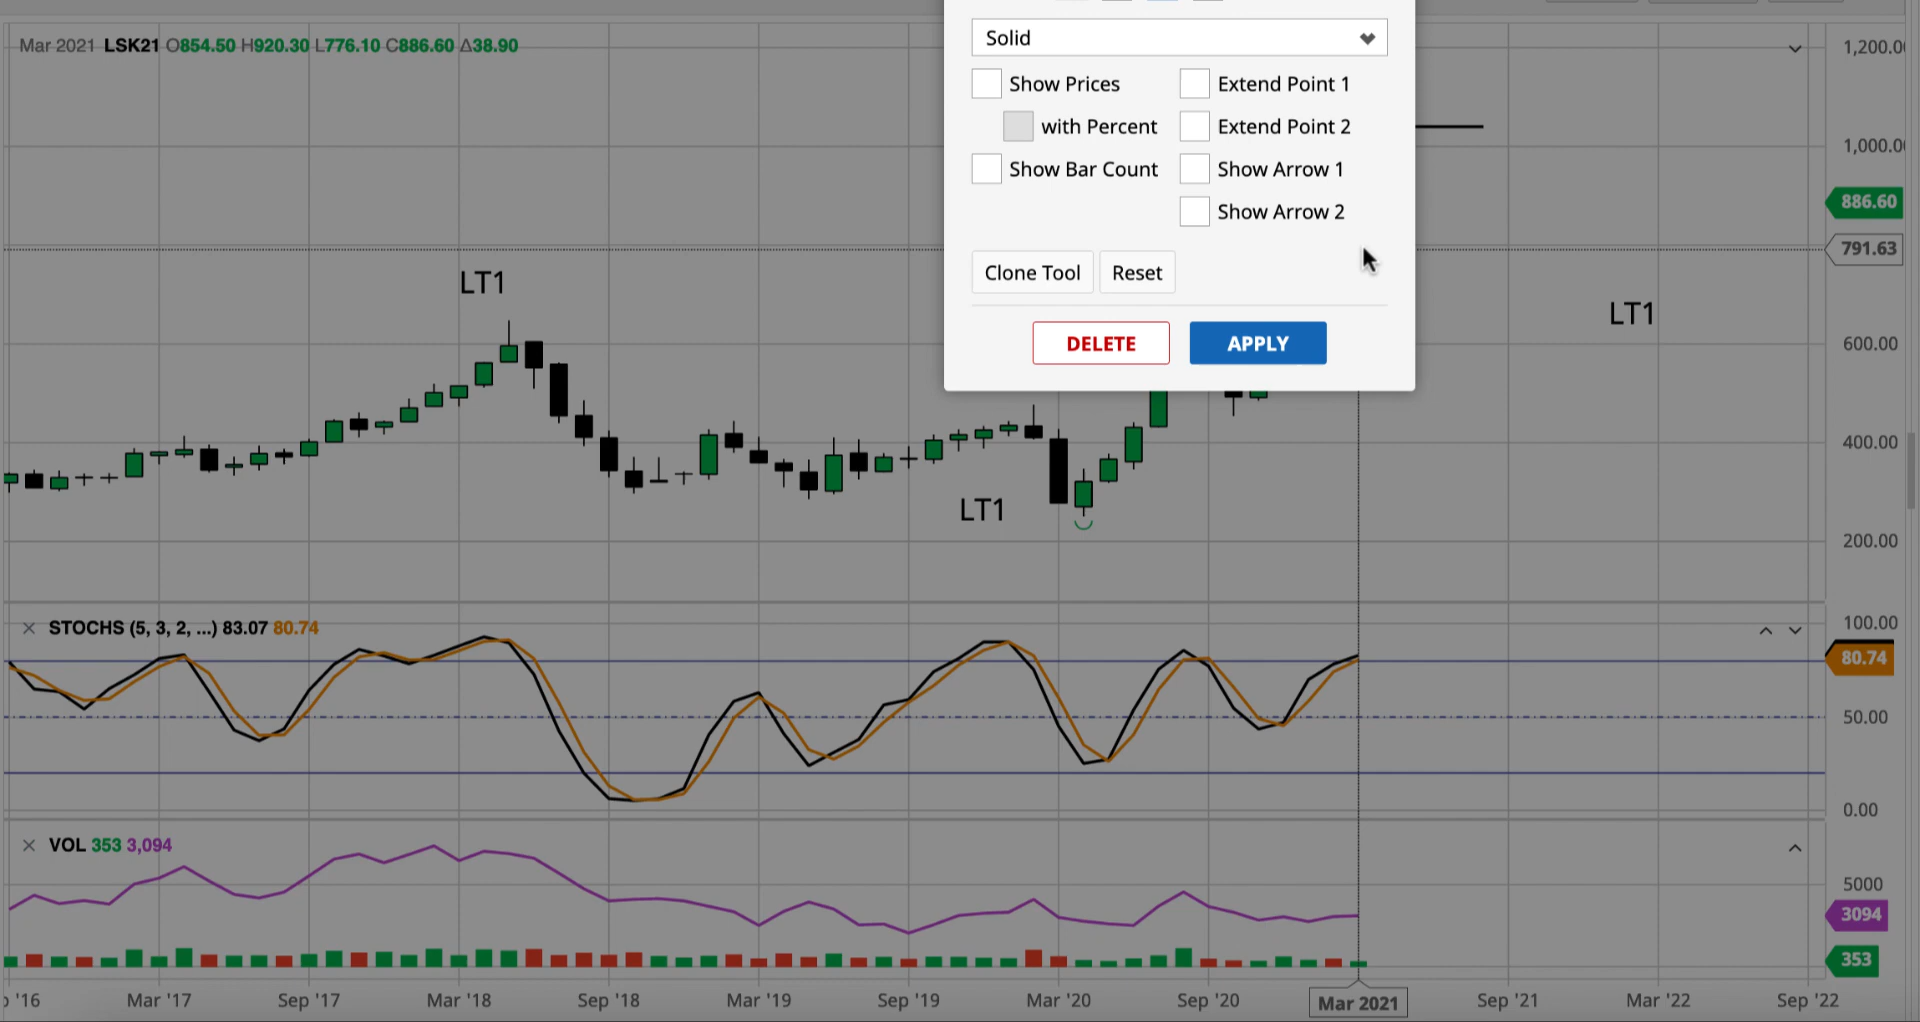 Mar 2021 LSK21 O854.50 H920.30 L776.10 C886.60 Δ38.90
Solid
Show Prices
Extend Point 1
with Percent
Extend Point 2
Show Bar Count
Show Arrow 1
Show Arrow 2
Clone Tool
Reset
DELETE
APPLY
1,200.0
1,000.0
886.60
791.63
600.00
400.00
200.00
LT1
LT1
LT1
STOCHS (5, 3, 2, ...) 83.07 80.74
100.00
80.74
50.00
0.00
VOL 353 3,094
5000
3094
353
'16
Mar '17
Sep '17
Mar '18
Sep '18
Mar '19
Sep '19
Mar '20
Sep '20
Mar 2021
Sep '21
Mar '22
Sep '22